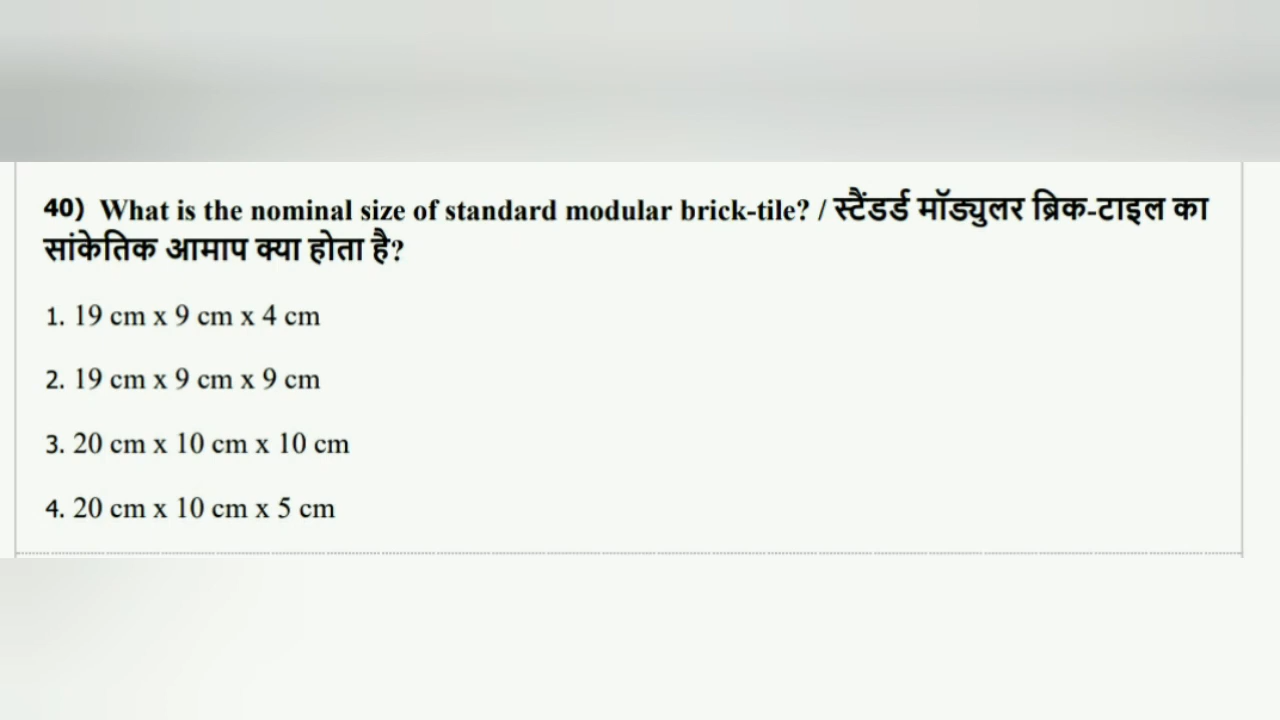 40) What is the nominal size of standard modular brick-tile? / स्टैंडर्ड मॉड्युलर ब्रिक-टाइल का
सांकेतिक आमाप क्या होता है?
1. 19 cm x 9 cm x 4 cm
2. 19 cm x 9 cm x 9 cm
3. 20 cm x 10 cm x 10 cm
4. 20 cm x 10 cm x 5 cm